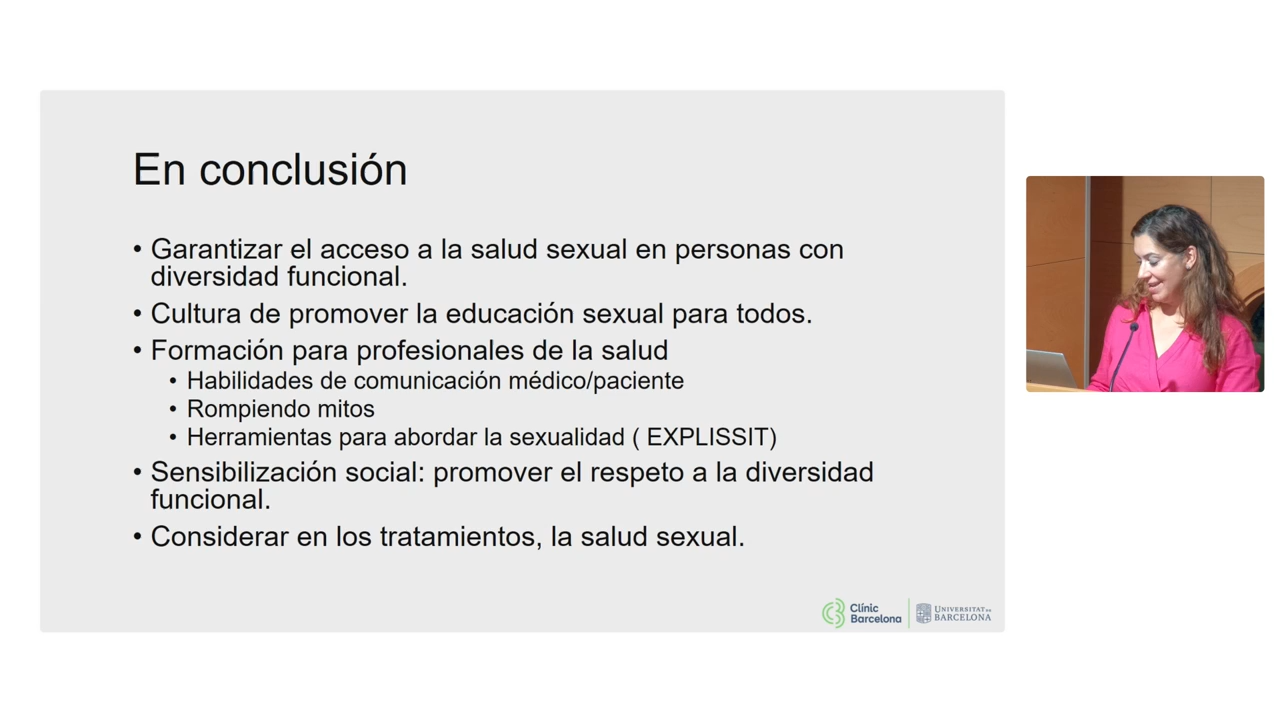 En conclusión
• Garantizar el acceso a la salud sexual en personas con
diversidad funcional.
• Cultura de promover la educación sexual para todos.
• Formación para profesionales de la salud
• Habilidades de comunicación médico/paciente
• Rompiendo mitos
• Herramientas para abordar la sexualidad ( EXPLISSIT)
• Sensibilización social: promover el respeto a la diversidad
funcional.
• Considerar en los tratamientos, la salud sexual.
Clínic
Barcelona
UNIVERSITAT DE
BARCELONA